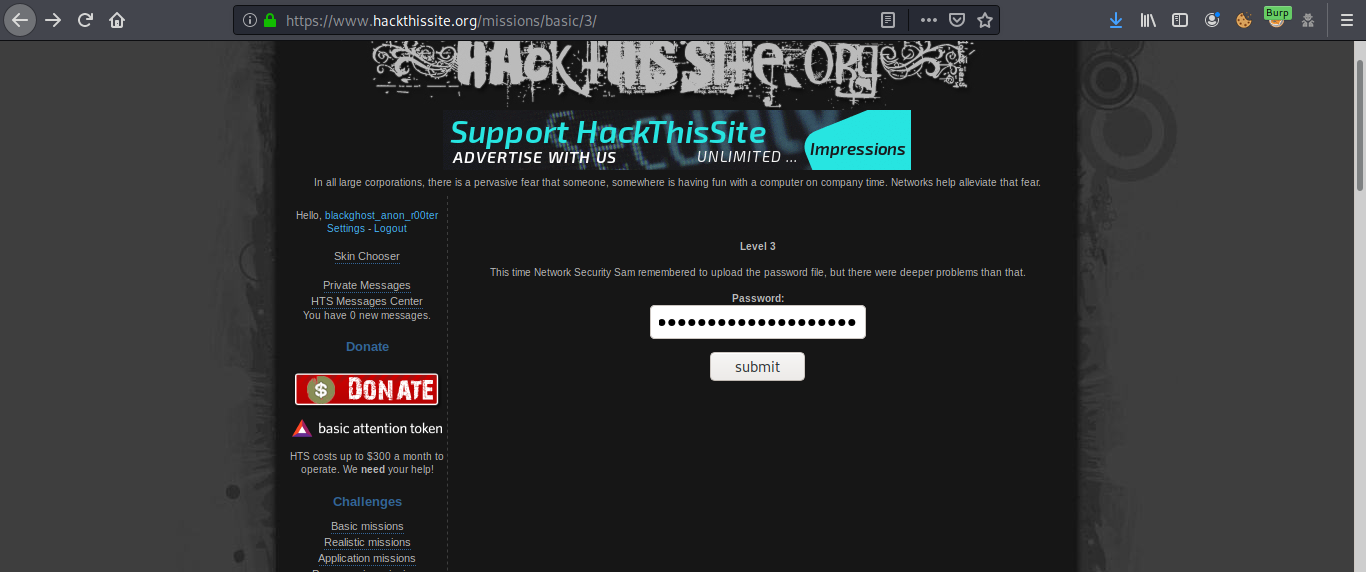 https://www.hackthissite.org/missions/basic/3/
Burp
HackThisSite.org
Support HackThisSite
ADVERTISE WITH US
UNLIMITED ...
Impressions
In all large corporations, there is a pervasive fear that someone, somewhere is having fun with a computer on company time. Networks help alleviate that fear.
Hello, blackghost_anon_r00ter
Settings - Logout
Skin Chooser
Private Messages
HTS Messages Center
You have 0 new messages.
Donate
$ DONATE
basic attention token
HTS costs up to $300 a month to
operate. We need your help!
Challenges
Basic missions
Realistic missions
Application missions
Level 3
This time Network Security Sam remembered to upload the password file, but there were deeper problems than that.
Password:
submit